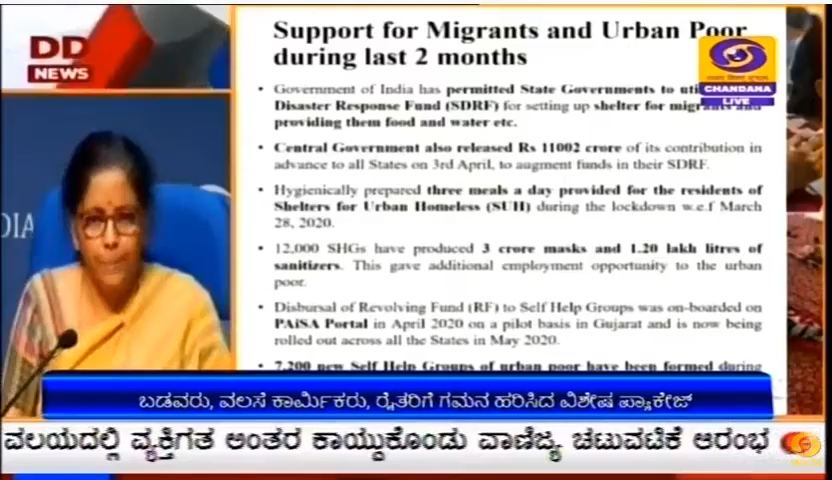 DD
NEWS
Support for Migrants and Urban Poor
during last 2 months
CHANDANA
LIVE
• Government of India has permitted State Governments to
Disaster Response Fund (SDRF) for setting up shelter for
providing them food and water etc.
• Central Government also released Rs 11002 crore of its contribution in
advance to all States on 3rd April, to augment funds in their SDRF.
• Hygienically prepared three meals a day provided for the residents of
Shelters for Urban Homeless (SUH) during the lockdown w.e.f March
28, 2020.
• 12,000 SHGs have produced 3 crore masks and 1.20 lakh litres of
sanitizers. This gave additional employment opportunity to the urban
poor.
• Disbursal of Revolving Fund (RF) to Self Help Groups was on-boarded on
PAiSA Portal in April 2020 on a pilot basis in Gujarat and is now being
rolled out across all the States in May 2020.
• 7,200 new Self Help Groups of urban poor have been formed during
ಬಡವರು, ವಲಸೆ ಕಾರ್ಮಿಕರು, ರೈತರಿಗೆ ಗಮನ ಹರಿಸಿದ ವಿಶೇಷ ಪ್ಯಾಕೇಜ್
ವಲಯದಲ್ಲಿ ವ್ಯಕ್ತಿಗತ ಅಂತರ ಕಾಯ್ದುಕೊಂಡು ವಾಣಿಜ್ಯ ಚಟುವಟಿಕೆ ಆರಂಭ